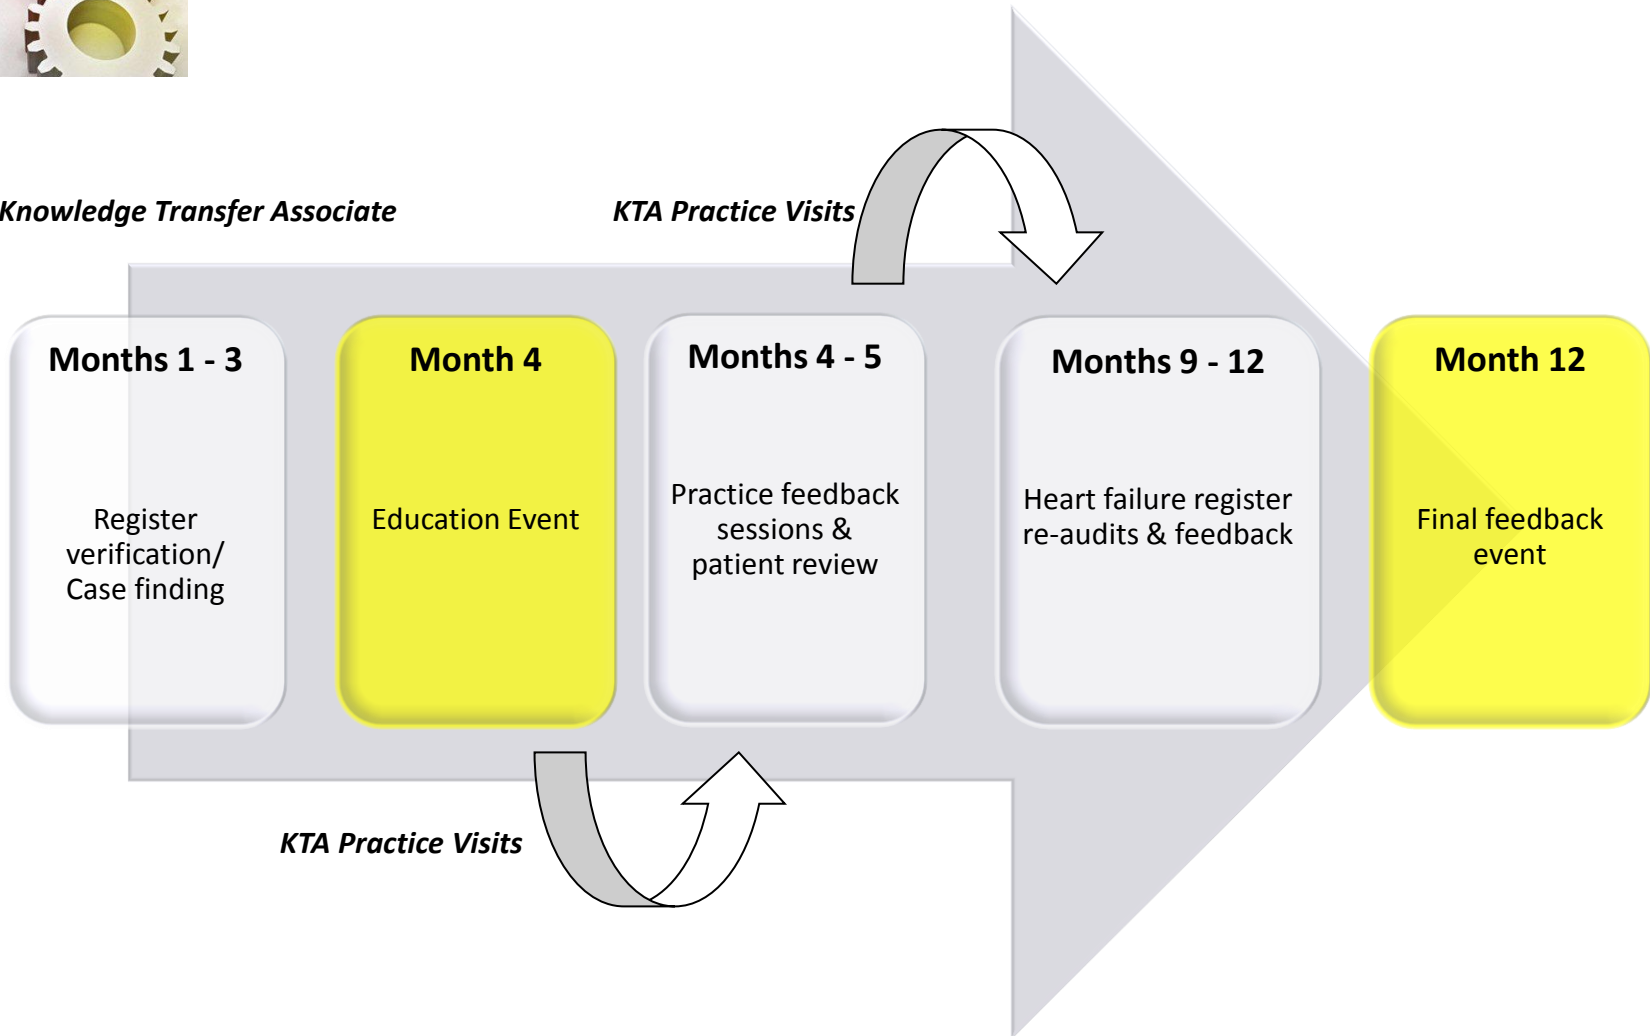 Knowledge Transfer Associate
KTA Practice Visits
Months 1 - 3
Register
verification/
Case finding
Month 4
Education Event
Months 4 - 5
Practice feedback
sessions &
patient review
Months 9 - 12
Heart failure register
re-audits & feedback
Month 12
Final feedback
event
KTA Practice Visits